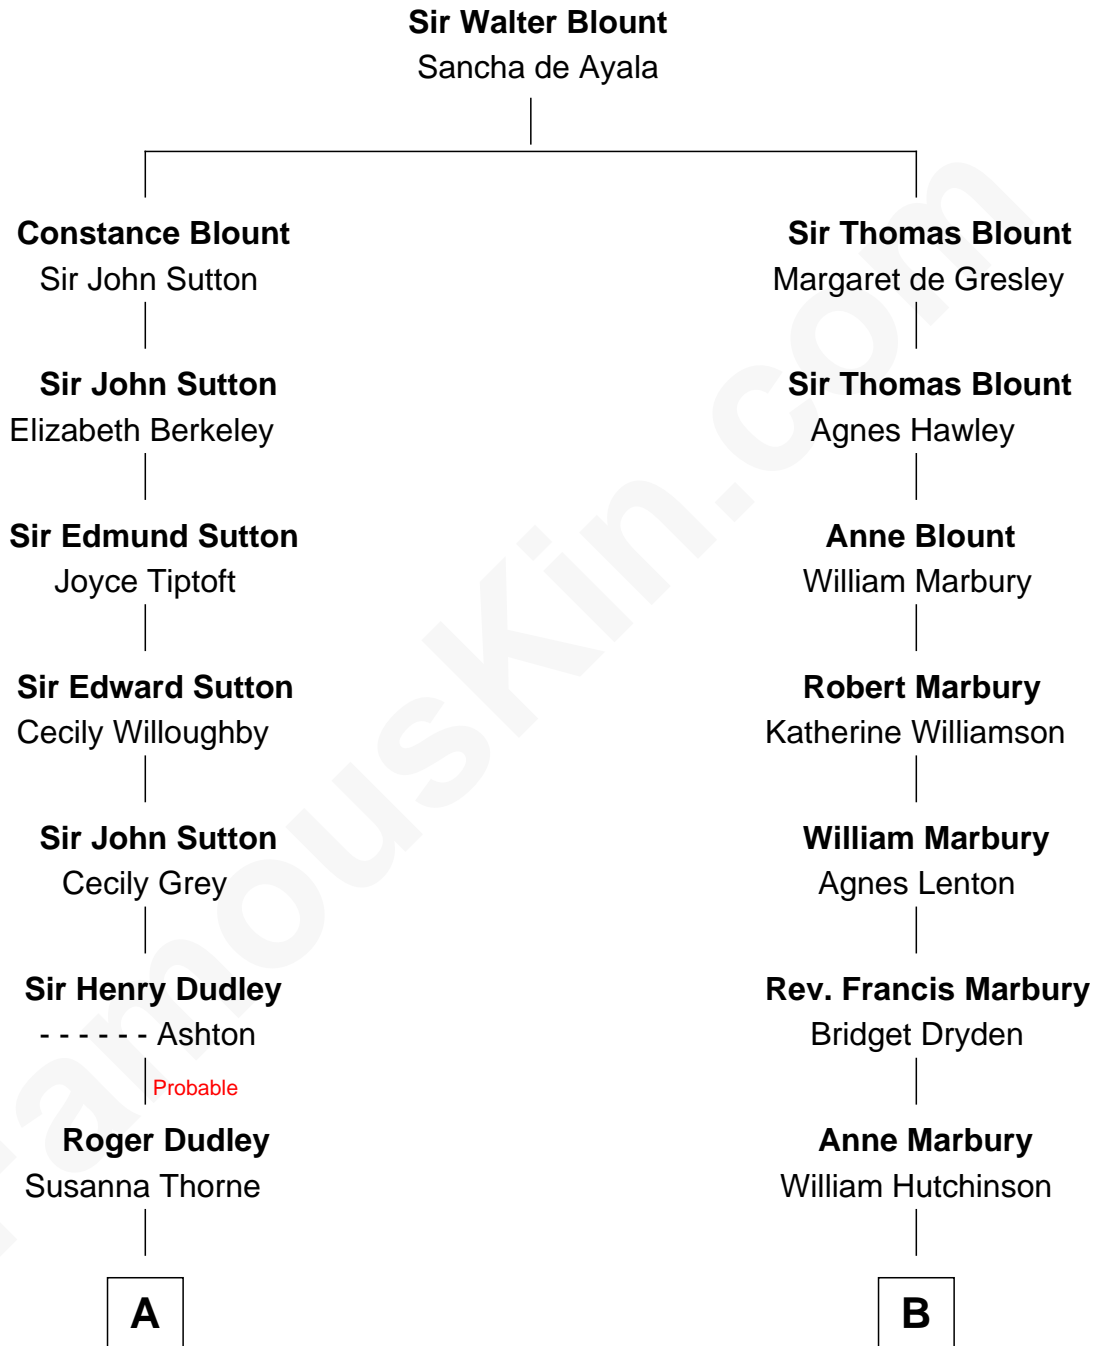 Sir Walter Blount
Sancha de Ayala
Constance Blount
Sir John Sutton
Sir Thomas Blount
Margaret de Gresley
Sir John Sutton
Elizabeth Berkeley
Sir Thomas Blount
Agnes Hawley
Sir Edmund Sutton
Joyce Tiptoft
Anne Blount
William Marbury
Sir Edward Sutton
Cecily Willoughby
Robert Marbury
Katherine Williamson
Sir John Sutton
Cecily Grey
William Marbury
Agnes Lenton
Sir Henry Dudley
- - - - - - Ashton
Probable
Rev. Francis Marbury
Bridget Dryden
Roger Dudley
Susanna Thorne
Anne Marbury
William Hutchinson
A
B
FamousKin.com